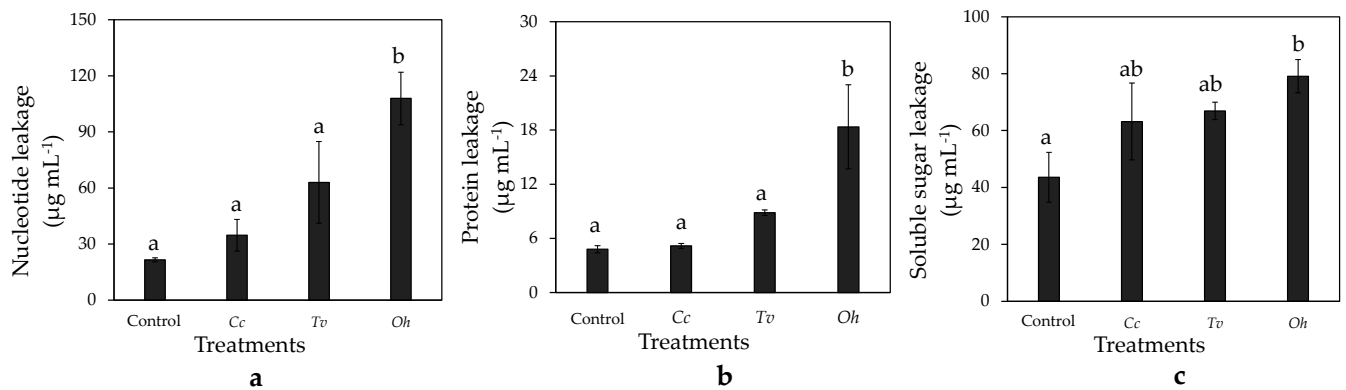 Nucleotide leakage
(µg mL-1)
150
120
90
60
30
0
a
a
a
b
Control
Cc
Tv
Oh
Treatments
a
Protein leakage
(µg mL-1)
30
24
18
12
6
0
a
a
a
b
Control
Cc
Tv
Oh
Treatments
b
Soluble sugar leakage
(µg mL-1)
100
80
60
40
20
0
a
ab
ab
b
Control
Cc
Tv
Oh
Treatments
c